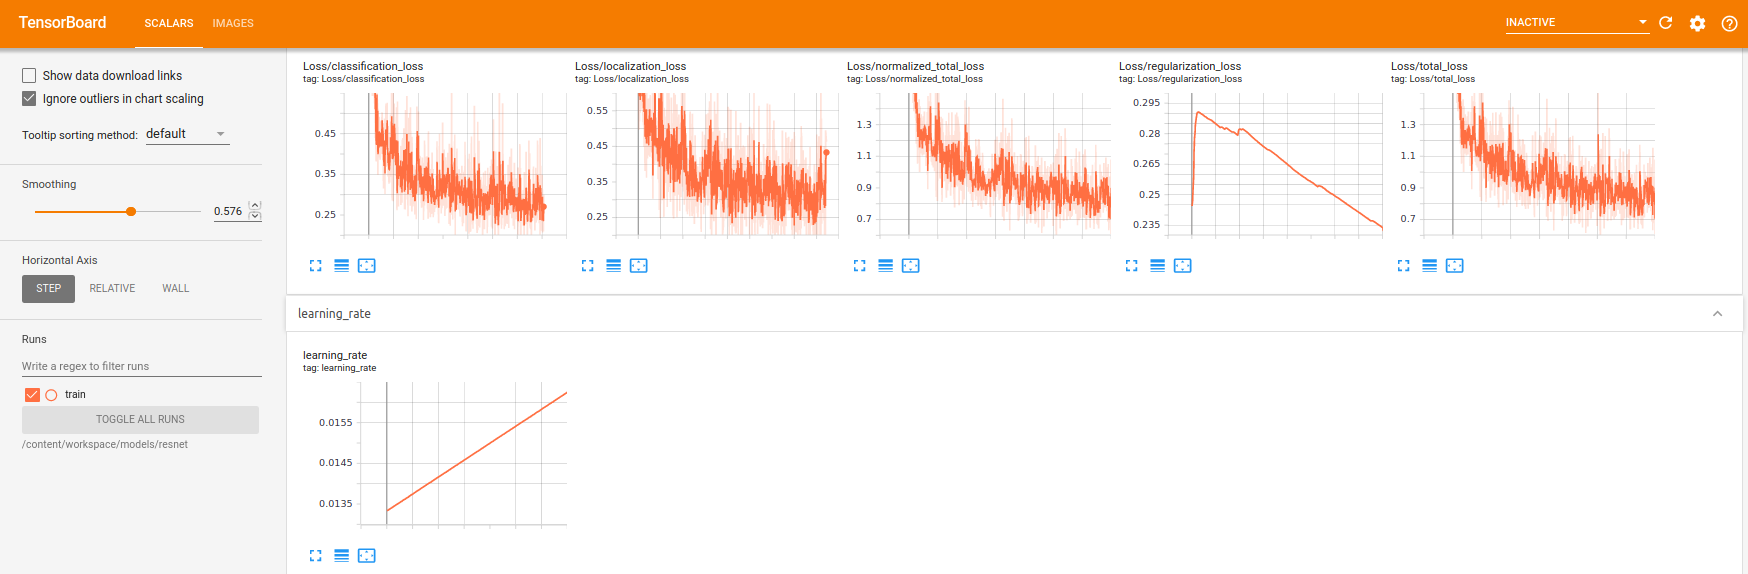 TensorBoard SCALARS IMAGES INACTIVE
Show data download links
Ignore outliers in chart scaling
Tooltip sorting method: default
Smoothing
0.576
Horizontal Axis
STEP RELATIVE WALL
Runs
Write a regex to filter runs
train
TOGGLE ALL RUNS
/content/workspace/models/resnet
Loss/classification_loss
tag: Loss/classification_loss
0.45
0.35
0.25
Loss/localization_loss
tag: Loss/localization_loss
0.55
0.45
0.35
0.25
Loss/normalized_total_loss
tag: Loss/normalized_total_loss
1.3
1.1
0.9
0.7
Loss/regularization_loss
tag: Loss/regularization_loss
0.295
0.28
0.265
0.25
0.235
Loss/total_loss
tag: Loss/total_loss
1.3
1.1
0.9
0.7
learning_rate
learning_rate
tag: learning_rate
0.0155
0.0145
0.0135